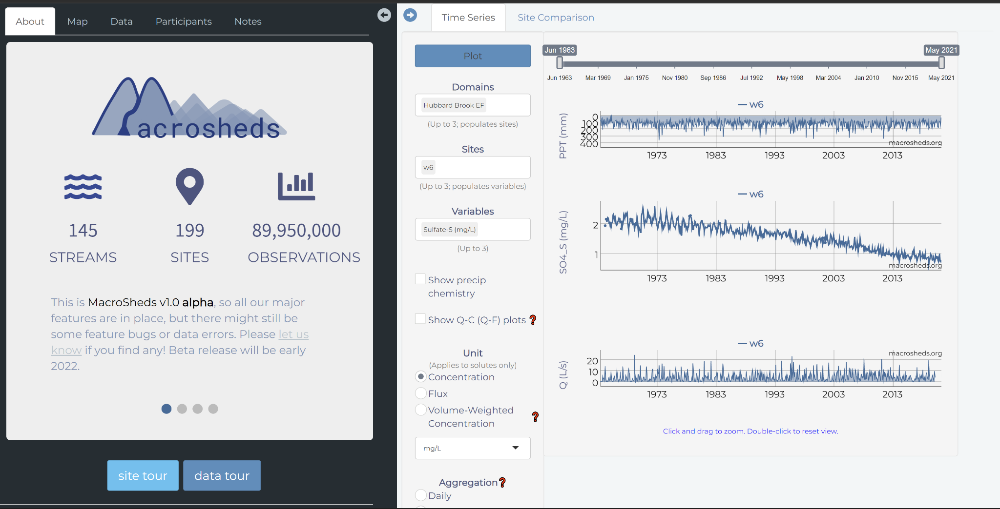 About
Map
Data
Participants
Notes
acrosheds
145
199
89,950,000
STREAMS
SITES
OBSERVATIONS
This is MacroSheds v1.0 alpha, so all our major
features are in place, but there might still be
some feature bugs or data errors. Please let us
know if you find any! Beta release will be early
2022.
site tour
data tour
Time Series
Site Comparison
Plot
Domains
Hubbard Brook EF
(Up to 3; populates sites)
Sites
w6
(Up to 3; populates variables)
Variables
Sulfate-S (mg/L)
(Up to 3)
Show precip
chemistry
Show Q-C (Q-F) plots ?
Unit
(Applies to solutes only)
Concentration
Flux
Volume-Weighted
Concentration
?
mg/L
Aggregation ?
Daily
Jun 1963
May 2021
Jun 1963
Mar 1969
Jan 1975
Nov 1980
Sep 1986
Jul 1992
May 1998
Mar 2004
Jan 2010
Nov 2015
May 2021
w6
PPT (mm)
0
100
200
300
400
macrosheds.org
1973
1983
1993
2003
2013
w6
SO4_S (mg/L)
2
1
macrosheds.org
1973
1983
1993
2003
2013
w6
macrosheds.org
Q (L/s)
20
10
0
1973
1983
1993
2003
2013
Click and drag to zoom. Double-click to reset view.